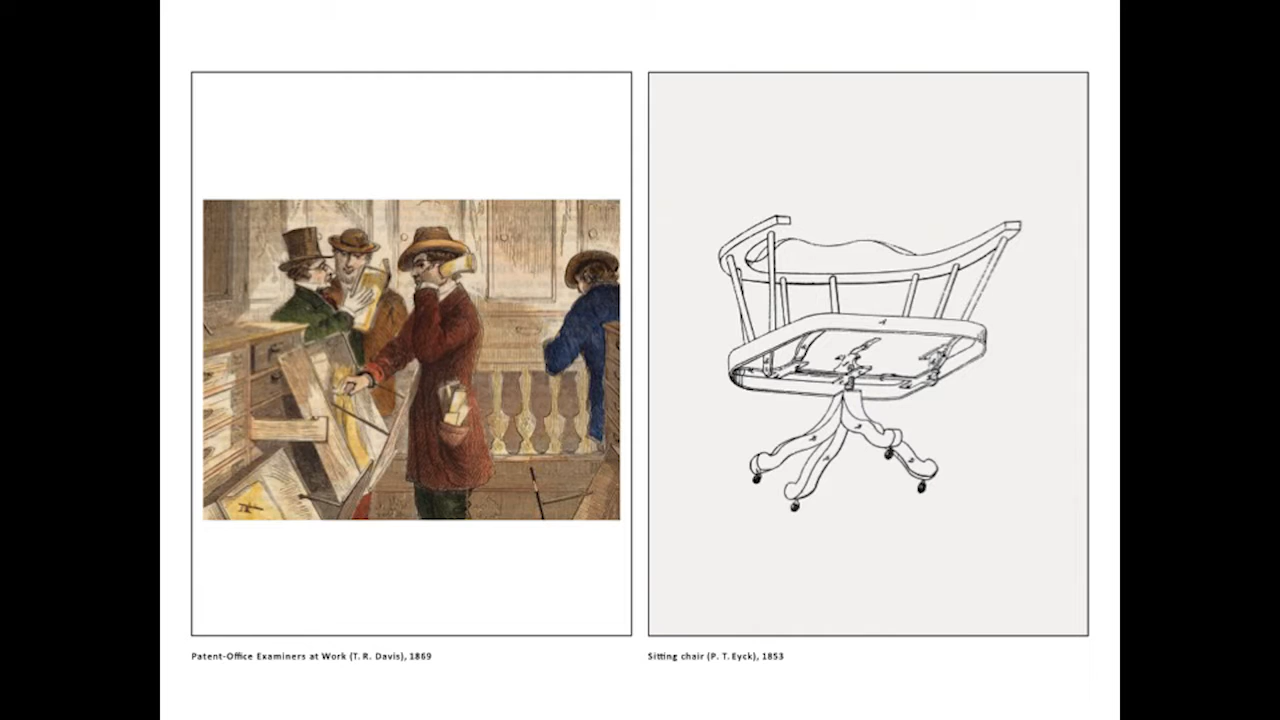 Patent-Office Examiners at Work (T. R. Davis), 1869
Sitting chair (P. T. Eyck), 1853